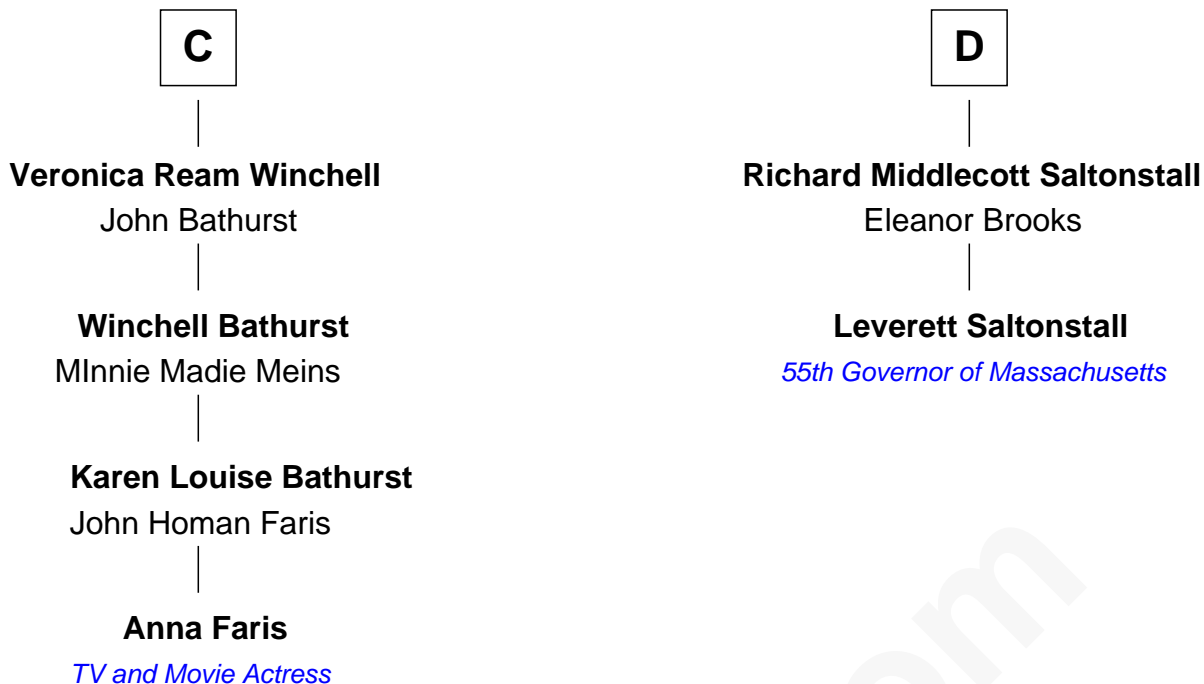 C
Veronica Ream Winchell
John Bathurst
Winchell Bathurst
MInnie Madie Meins
Karen Louise Bathurst
John Homan Faris
Anna Faris
TV and Movie Actress
D
Richard Middlecott Saltonstall
Eleanor Brooks
Leverett Saltonstall
55th Governor of Massachusetts
om